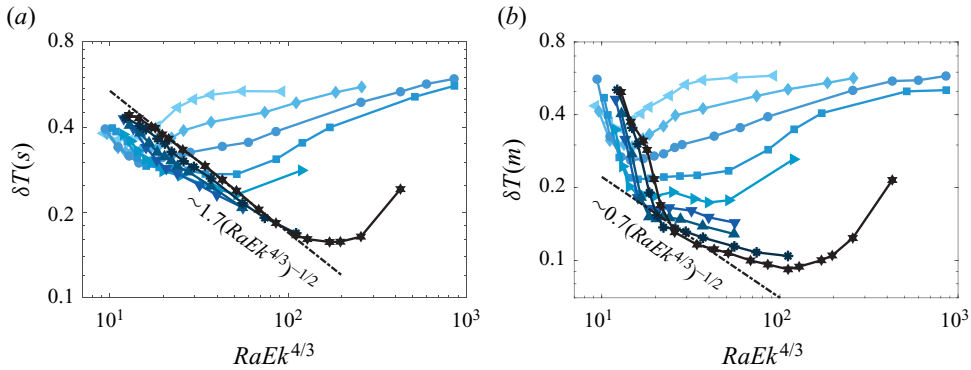 (a)
0.8
0.4
0.2
0.1
δT(s)
~1.7(RaEk^{4/3})^{–1/2}
10^1
10^2
10^3
RaEk^{4/3}
(b)
0.8
0.4
0.2
0.1
δT(m)
~0.7(RaEk^{4/3})^{–1/2}
10^1
10^2
10^3
RaEk^{4/3}